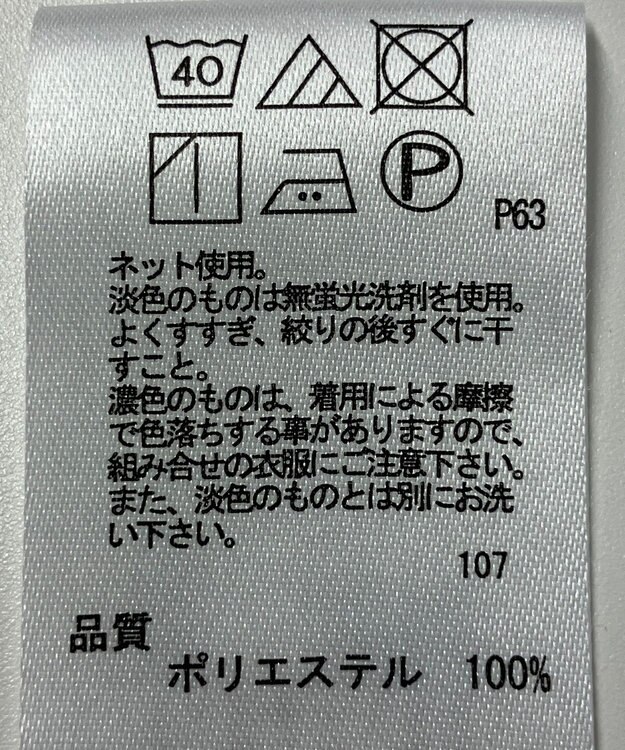 40
P
P63
ネット使用。
淡色のものは無蛍光洗剤を使用。
よくすすぎ、絞りの後すぐに干
すこと。
濃色のものは、着用による摩擦
で色落ちする事がありますので、
組み合せの衣服にご注意下さい。
また、淡色のものとは別にお洗
い下さい。
107
品質
ポリエステル 100%